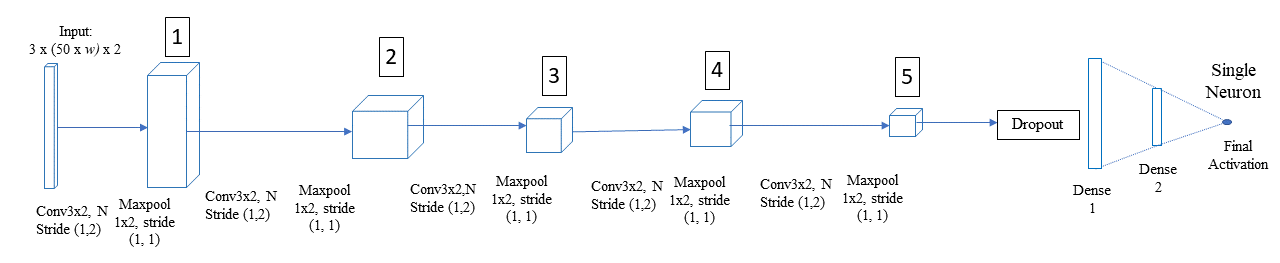 Input:
3 x (50 x w) x 2
1
2
3
4
5
Single
Neuron
Dropout
Final
Activation
Dense
1
Dense
2
Conv3x2, N
Stride (1,2)
Maxpool
1x2, stride
(1, 1)
Conv3x2, N
Stride (1,2)
Maxpool
1x2, stride
(1, 1)
Conv3x2,N
Stride (1,2)
Maxpool
1x2, stride
(1, 1)
Conv3x2, N
Stride (1,2)
Maxpool
1x2, stride
(1, 1)
Conv3x2, N
Stride (1,2)
Maxpool
1x2, stride
(1, 1)